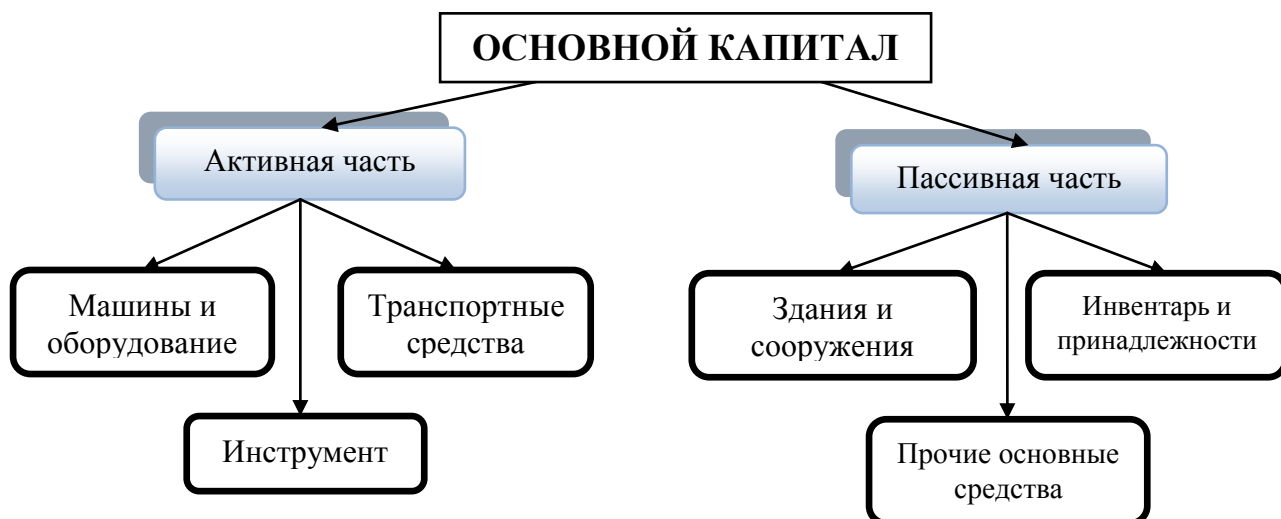 ОСНОВНОЙ КАПИТАЛ
Активная часть
Пассивная часть
Машины и
оборудование
Транспортные
средства
Здания и
сооружения
Инвентарь и
принадлежности
Инструмент
Прочие основные
средства